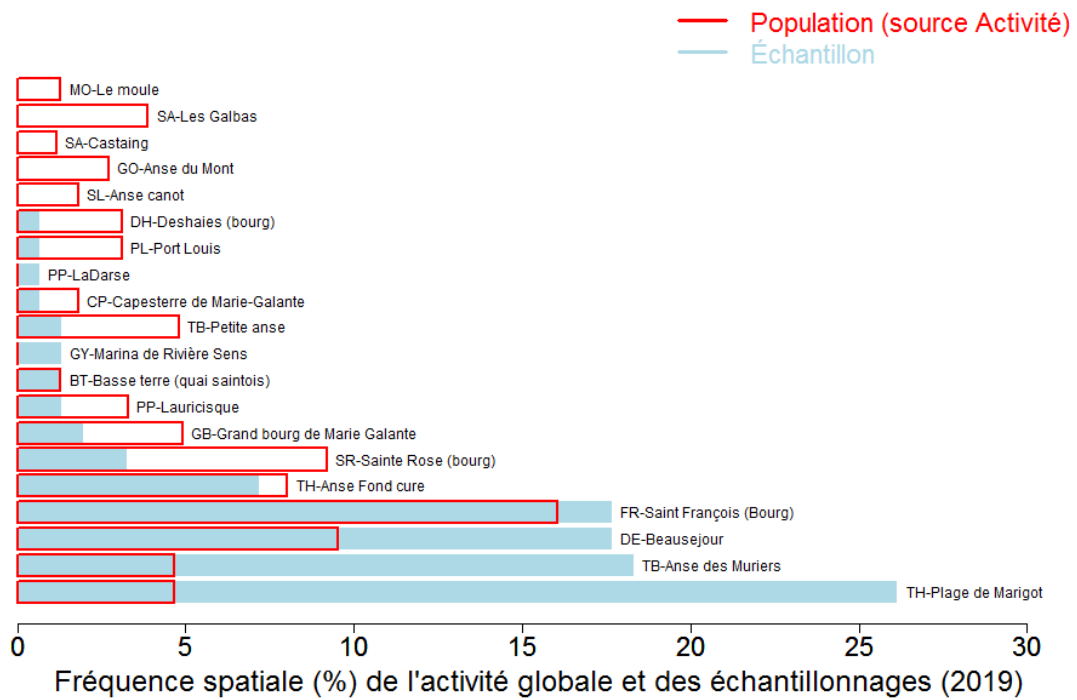 Population (source Activité)
Échantillon
MO-Le moule
SA-Les Galbas
SA-Castaing
GO-Anse du Mont
SL-Anse canot
DH-Deshaies (bourg)
PL-Port Louis
PP-LaDarse
CP-Capesterre de Marie-Galante
TB-Petite anse
GY-Marina de Rivière Sens
BT-Basse terre (quai saintois)
PP-Lauricisque
GB-Grand bourg de Marie Galante
SR-Sainte Rose (bourg)
TH-Anse Fond cure
FR-Saint François (Bourg)
DE-Beausejour
TB-Anse des Muriers
TH-Plage de Marigot
0 5 10 15 20 25 30
Fréquence spatiale (%) de l'activité globale et des échantillonnages (2019)